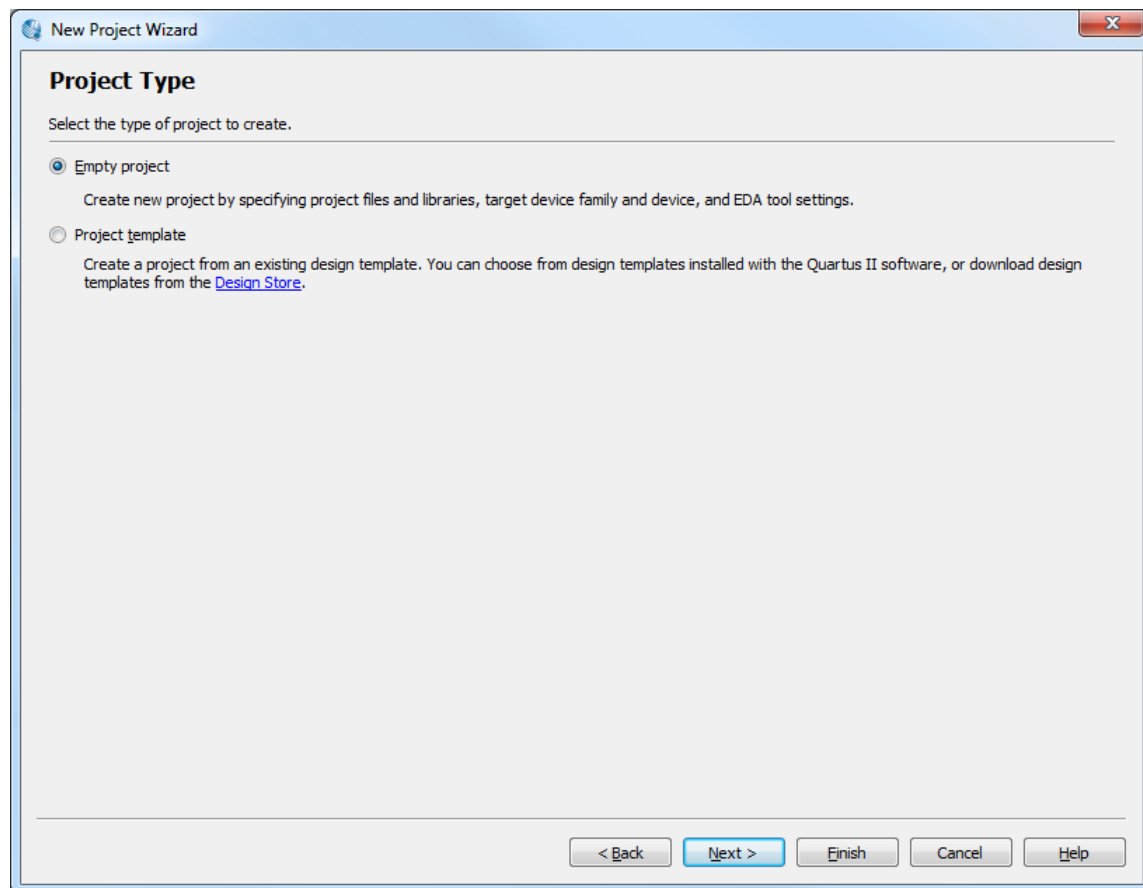 New Project Wizard
Project Type
Select the type of project to create.
Empty project
Create new project by specifying project files and libraries, target device family and device, and EDA tool settings.
Project template
Create a project from an existing design template. You can choose from design templates installed with the Quartus II software, or download design
templates from the Design Store.
< Back Next > Finish Cancel Help